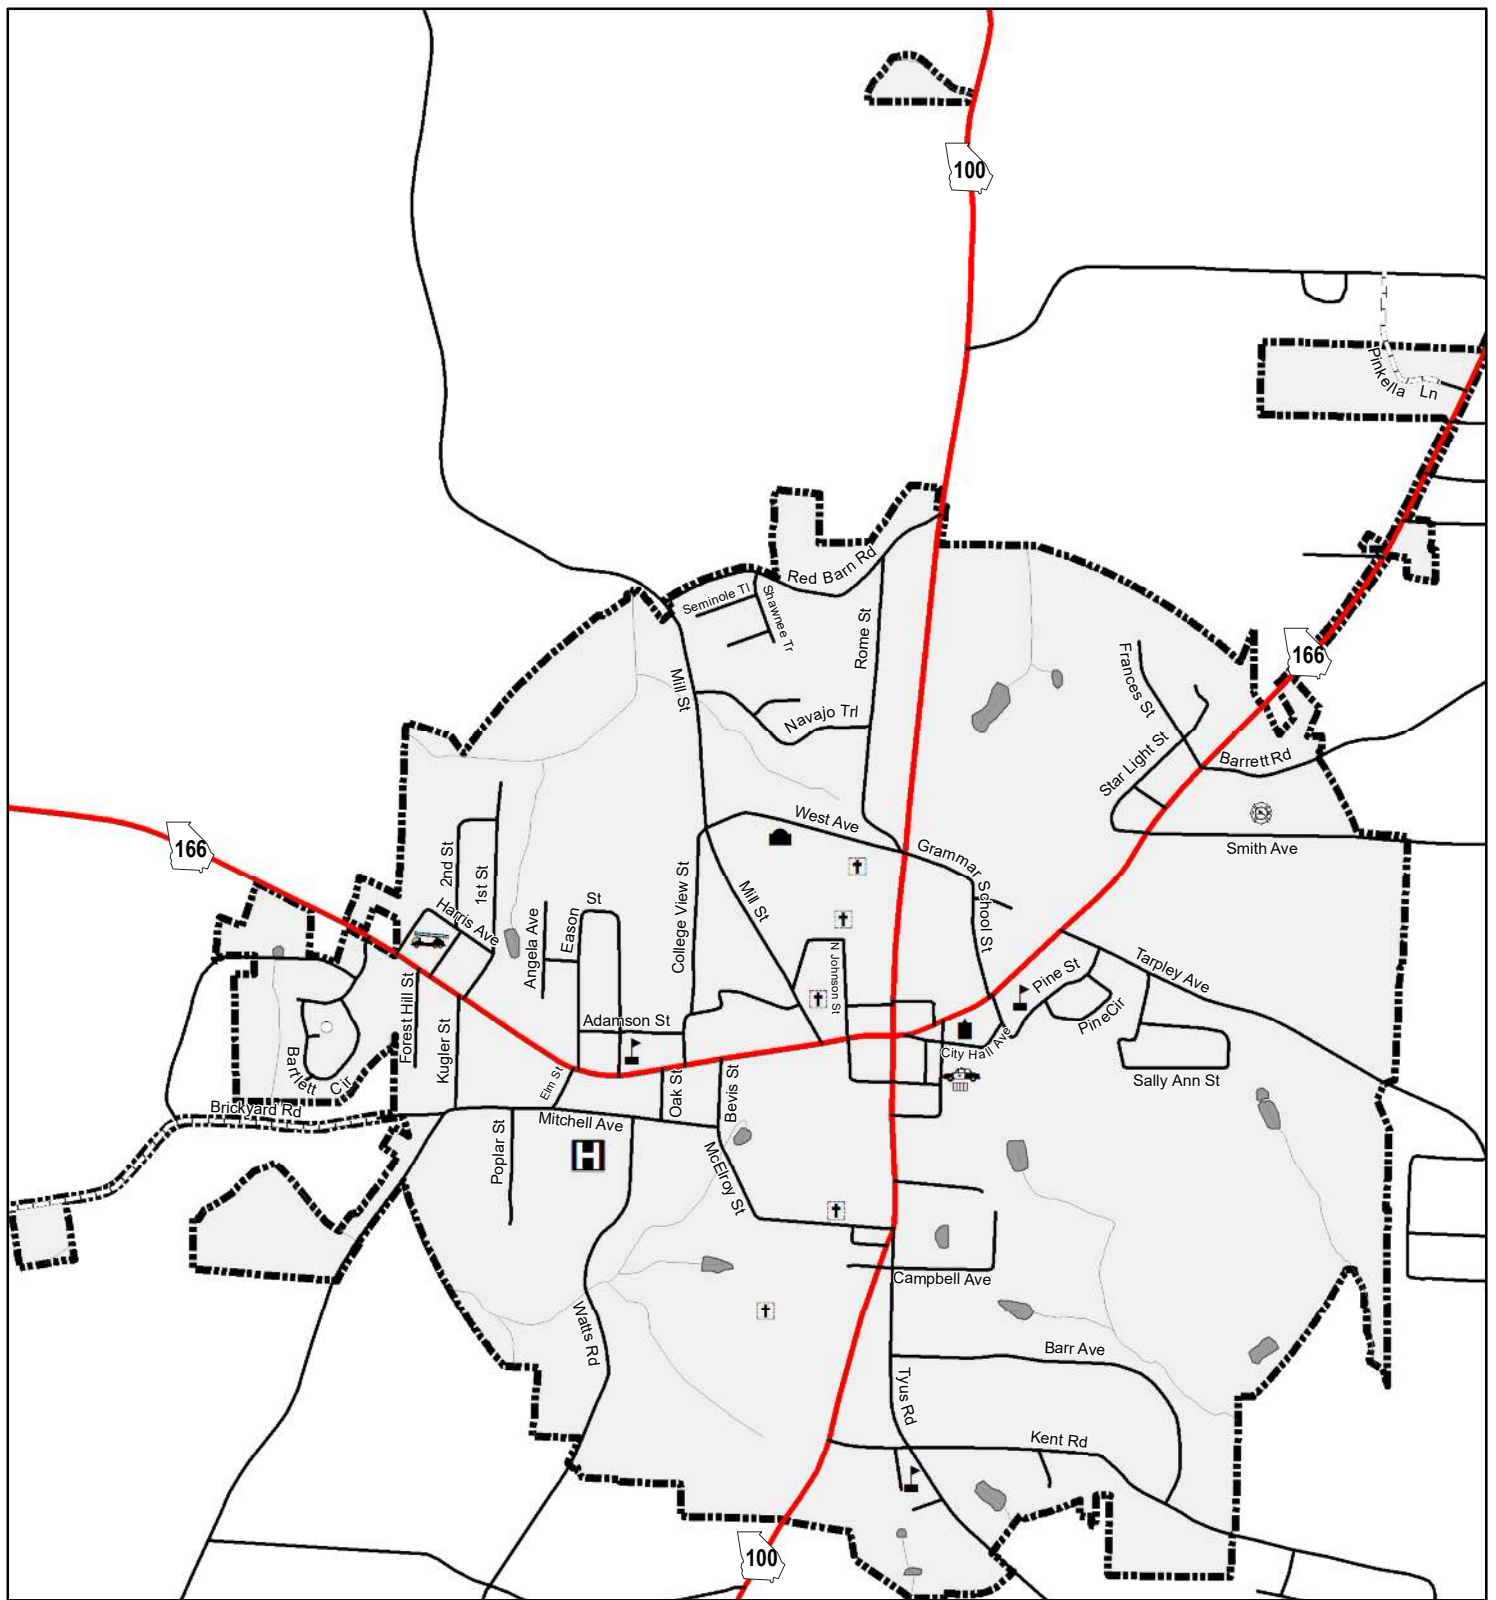 100
Pinkella Ln
166
Red Barn Rd
Seminole Tl
Shawnee Tr
Rome St
Frances St
Mill St
Navajo Trl
Star Light St
Barrett Rd
166
West Ave
Grammar School St
Smith Ave
2nd St
1st St
Harris Ave
Angela Ave
Eason St
College View St
Mill St
N Johnson St
Pine St
Tarpley Ave
PineCir
Forest Hill St
Kugler St
Adamson St
City Hall Ave
Sally Ann St
Bartlett Cir
Elm St
Oak St
Bevis St
Brickyard Rd
Mitchell Ave
Poplar St
H
McElroy St
Campbell Ave
Watts Rd
Barr Ave
Tyus Rd
Kent Rd
100